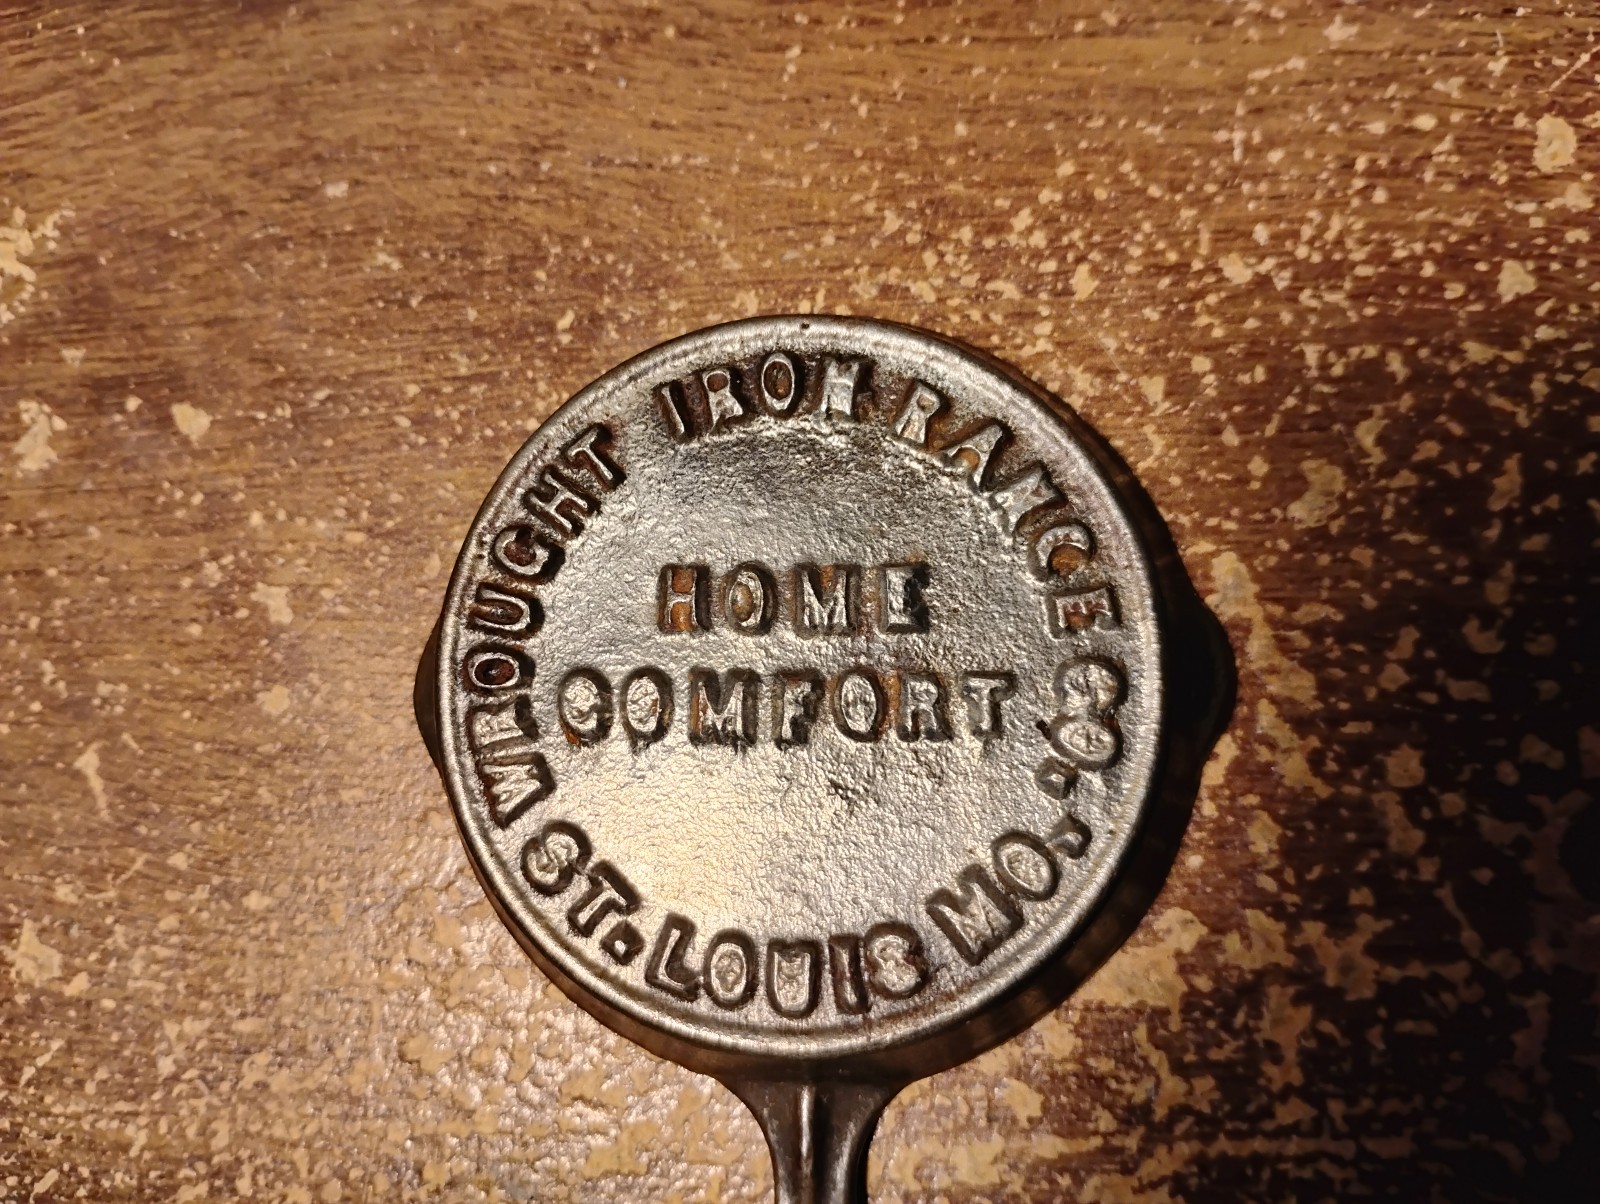 WROUGHT IRON RANGE CO.,
HOME
COMFORT
ST. LOUIS MO.,